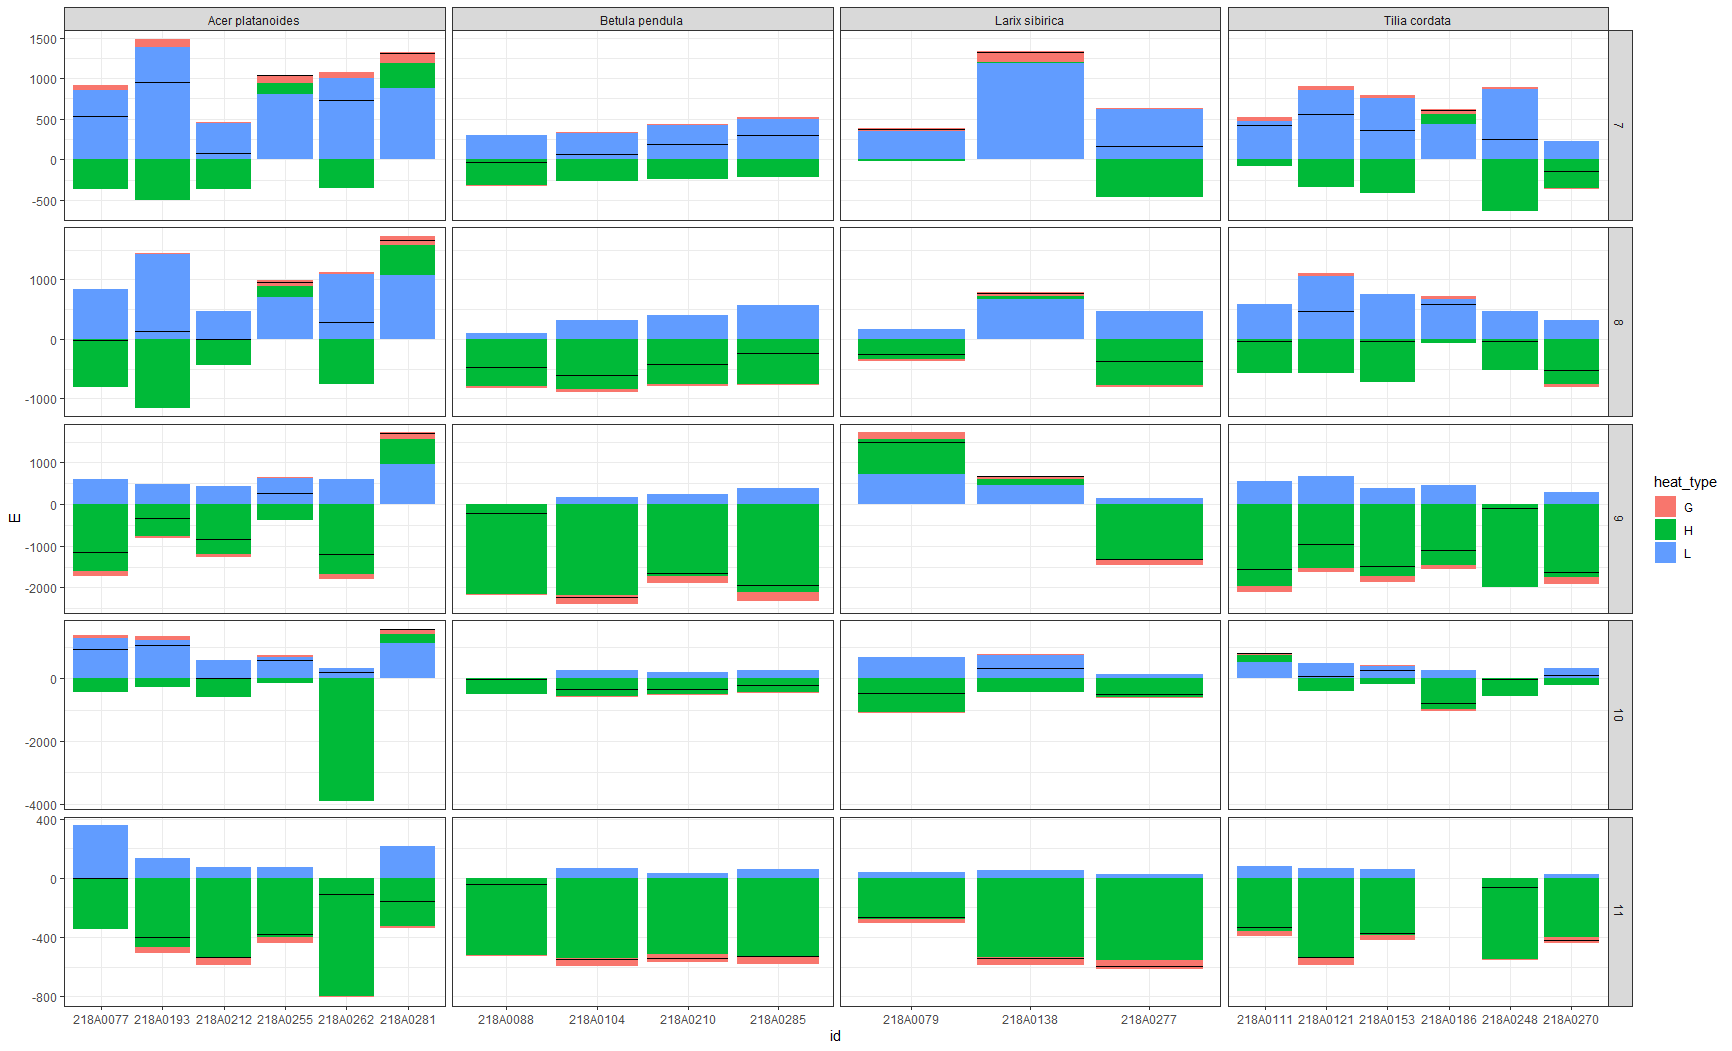 Acer platanoides
Betula pendula
Larix sibirica
Tilia cordata
1500
1000
500
0
-500
7
1000
0
-1000
8
1000
0
-1000
-2000
9
0
-2000
-4000
10
400
0
-400
-800
11
E
218A0077 218A0193 218A0212 218A0255 218A0262 218A0281
218A0088 218A0104 218A0210 218A0285
218A0079 218A0138 218A0277
218A0111 218A0121 218A0153 218A0186 218A0248 218A0270
id
heat_type
G
H
L